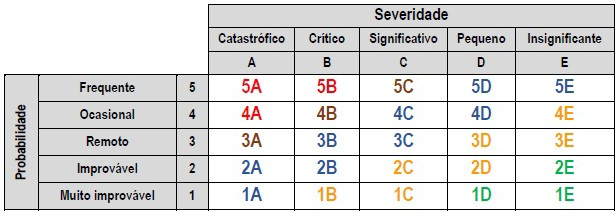 Severidade
Catastrófico Crítico Significativo Pequeno Insignificante
A B C D E
Probabilidade
Frequente 5 5A 5B 5C 5D 5E
Ocasional 4 4A 4B 4C 4D 4E
Remoto 3 3A 3B 3C 3D 3E
Improvável 2 2A 2B 2C 2D 2E
Muito improvável 1 1A 1B 1C 1D 1E